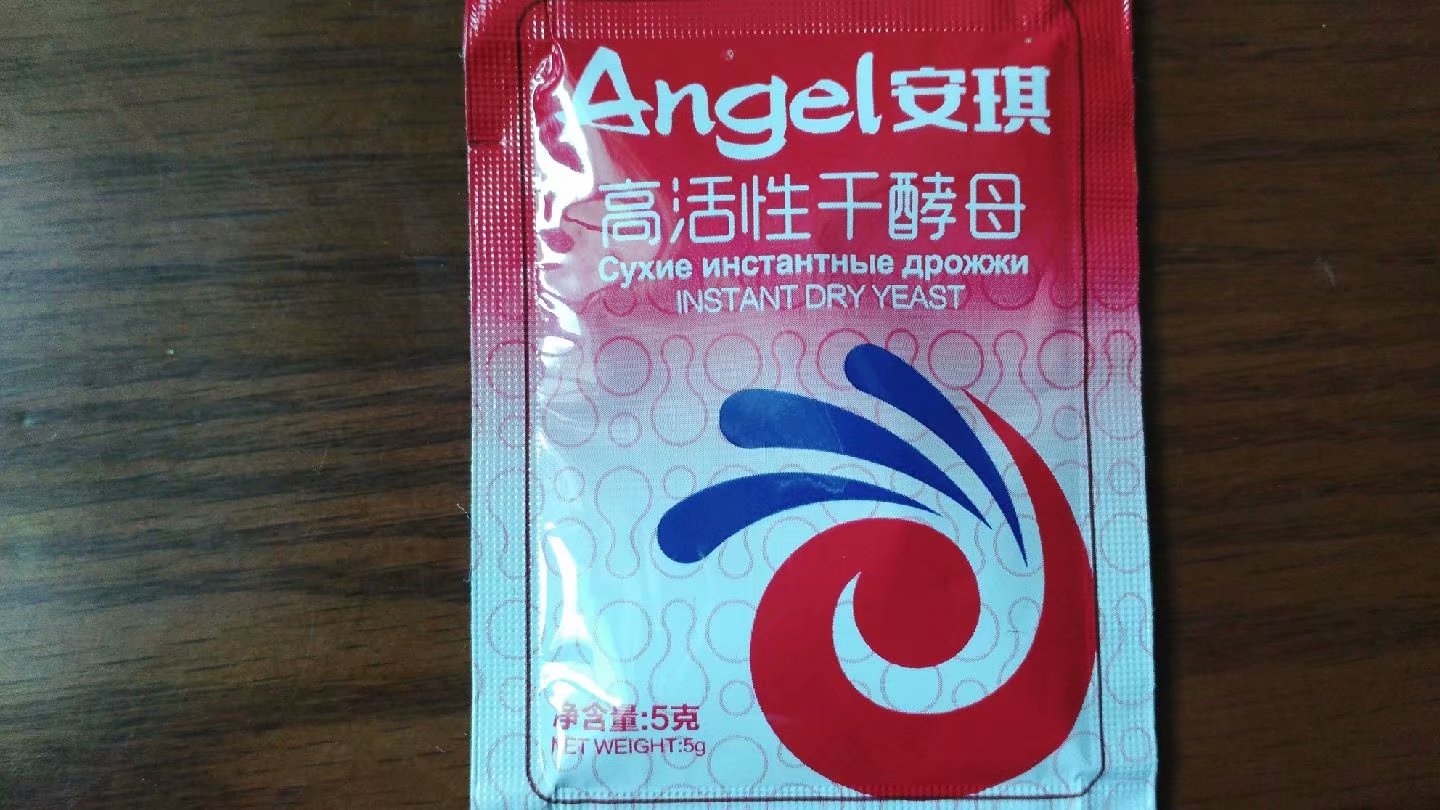 Angel安琪
高活性干酵母
Сухие инстантные дрожжи
INSTANT DRY YEAST
净含量:5克
NET WEIGHT:5g